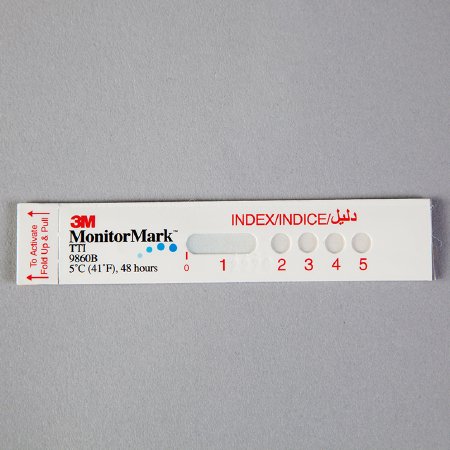 To Activate
Fold Up & Pull
3M
MonitorMark™
TTI
9860B
5°C (41°F), 48 hours
INDEX/INDICE/دليل
0 1 2 3 4 5